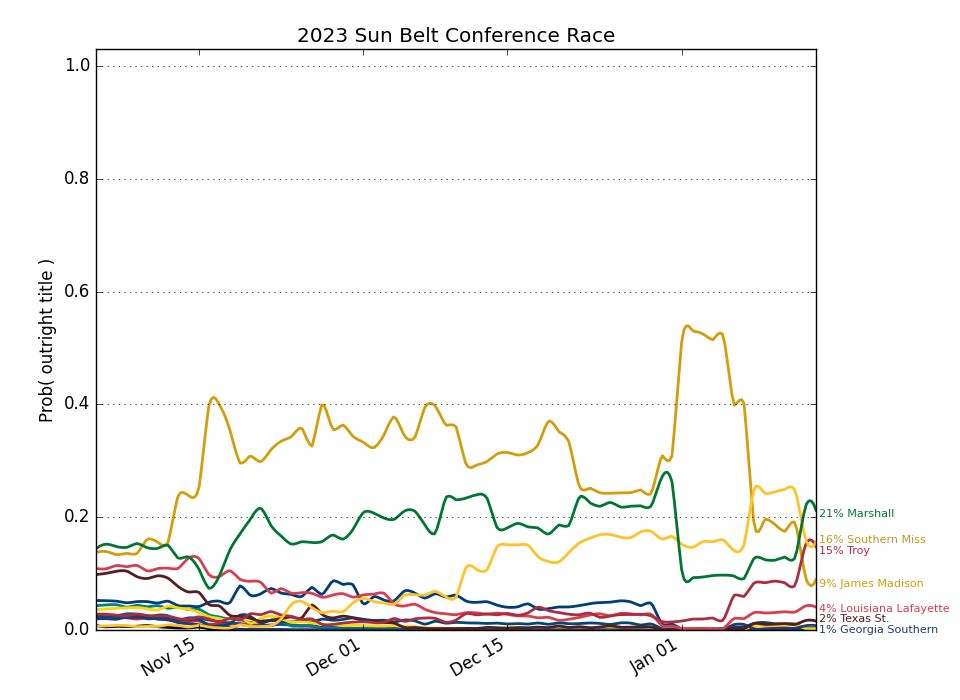 2023 Sun Belt Conference Race
Prob( outright title )
1.0
0.8
0.6
0.4
0.2
0.0
Nov 15
Dec 01
Dec 15
Jan 01
21% Marshall
16% Southern Miss
15% Troy
9% James Madison
4% Louisiana Lafayette
2% Texas St.
1% Georgia Southern